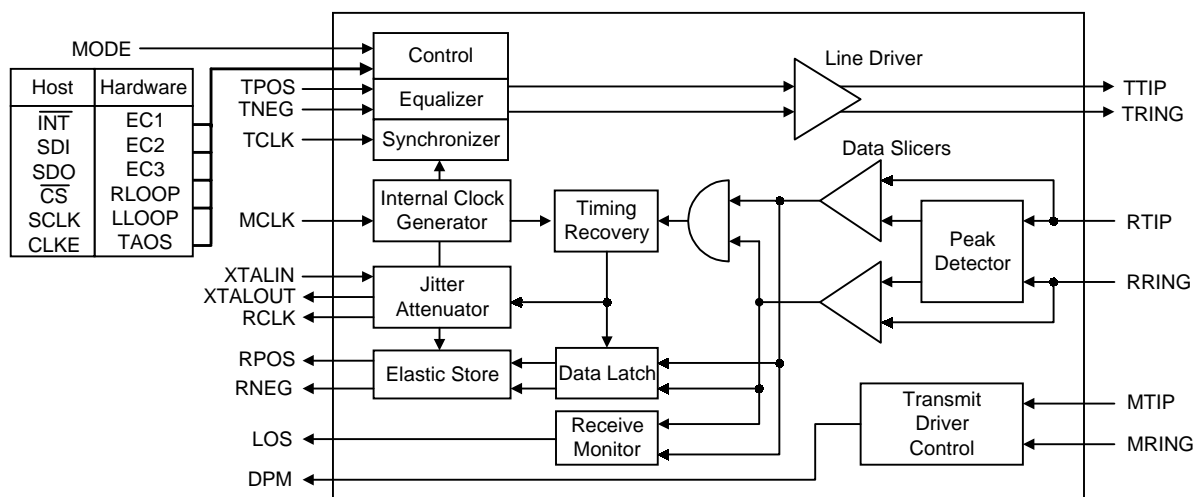 MODE
Host
Hardware
INT
SDI
SDO
CS
SCLK
CLKE
EC1
EC2
EC3
RLOOP
LLOOP
TAOS
TPOS
TNEG
TCLK
MCLK
XTALIN
XTALOUT
RCLK
RPOS
RNEG
LOS
DPM
Control
Equalizer
Synchronizer
Internal Clock
Generator
Jitter
Attenuator
Elastic Store
Timing
Recovery
Data Latch
Receive
Monitor
Line Driver
Data Slicers
Peak
Detector
Transmit
Driver
Control
TTIP
TRING
RTIP
RRING
MTIP
MRING